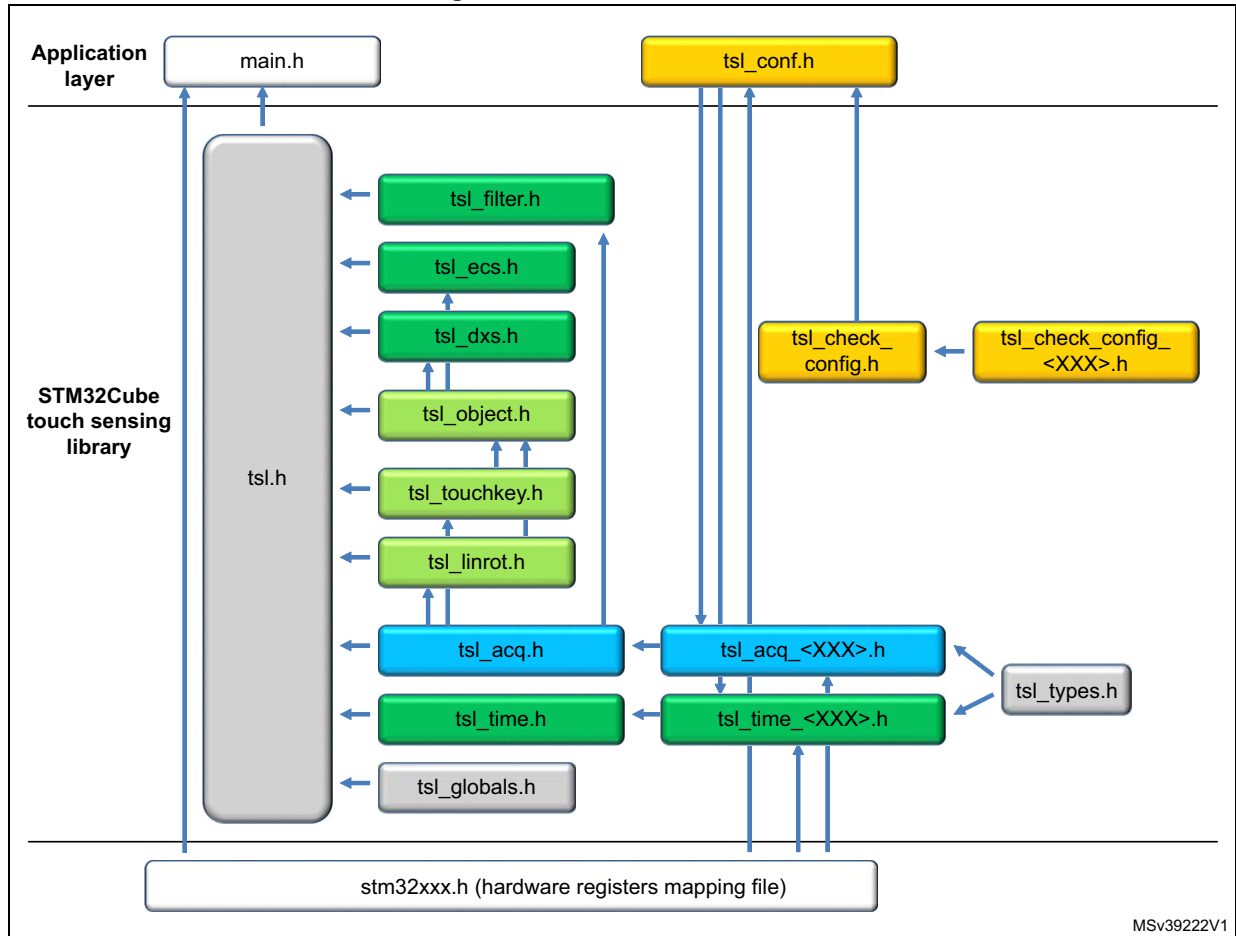 Application
layer
main.h
tsl_conf.h
tsl_filter.h
tsl_ecs.h
tsl_dxs.h
tsl_check_
config.h
tsl_check_config_
<XXX>.h
STM32Cube
touch sensing
library
tsl_object.h
tsl.h
tsl_touchkey.h
tsl_linrot.h
tsl_acq.h
tsl_acq_<XXX>.h
tsl_types.h
tsl_time.h
tsl_time_<XXX>.h
tsl_globals.h
stm32xxx.h (hardware registers mapping file)
MSv39222V1